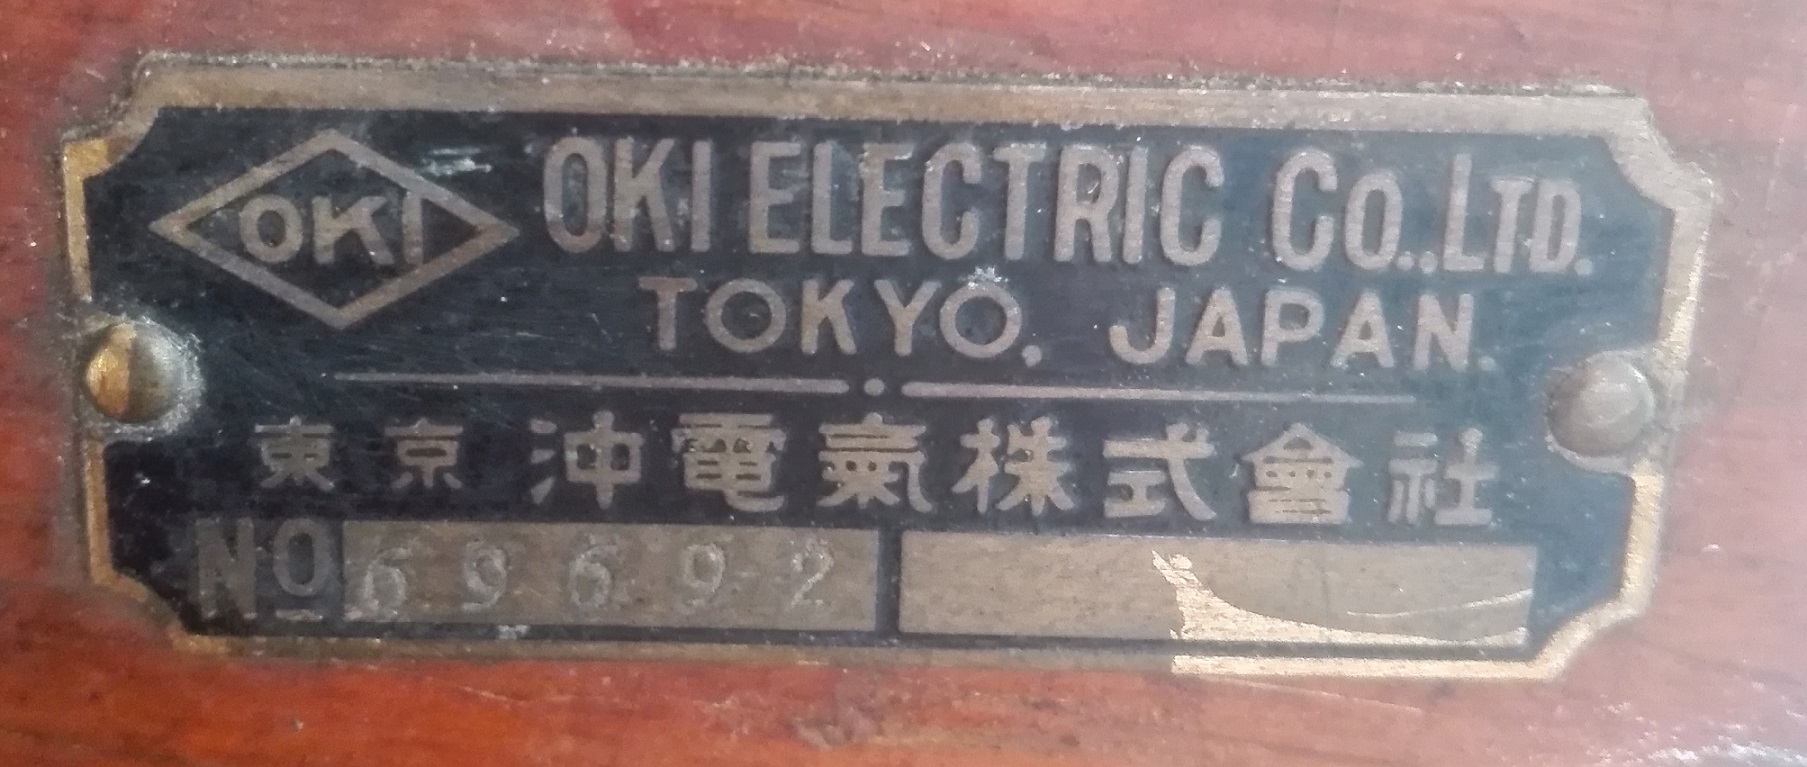 OKI
OKI ELECTRIC CO., LTD.
TOKYO, JAPAN.
東京 沖電氣株式會社
No 69692